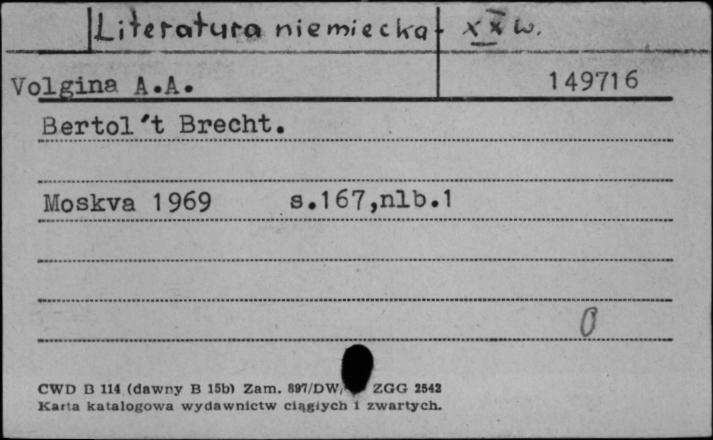 Literatura niemiecka - XX w.
Volgina A.A. 149716
Bertol't Brecht.
Moskva 1969 s.167,nlb.1
0
CWD B 114 (dawny B 15b) Zam. 897/DW/ ZGG 2542
Karta katalogowa wydawnictw ciągłych i zwartych.